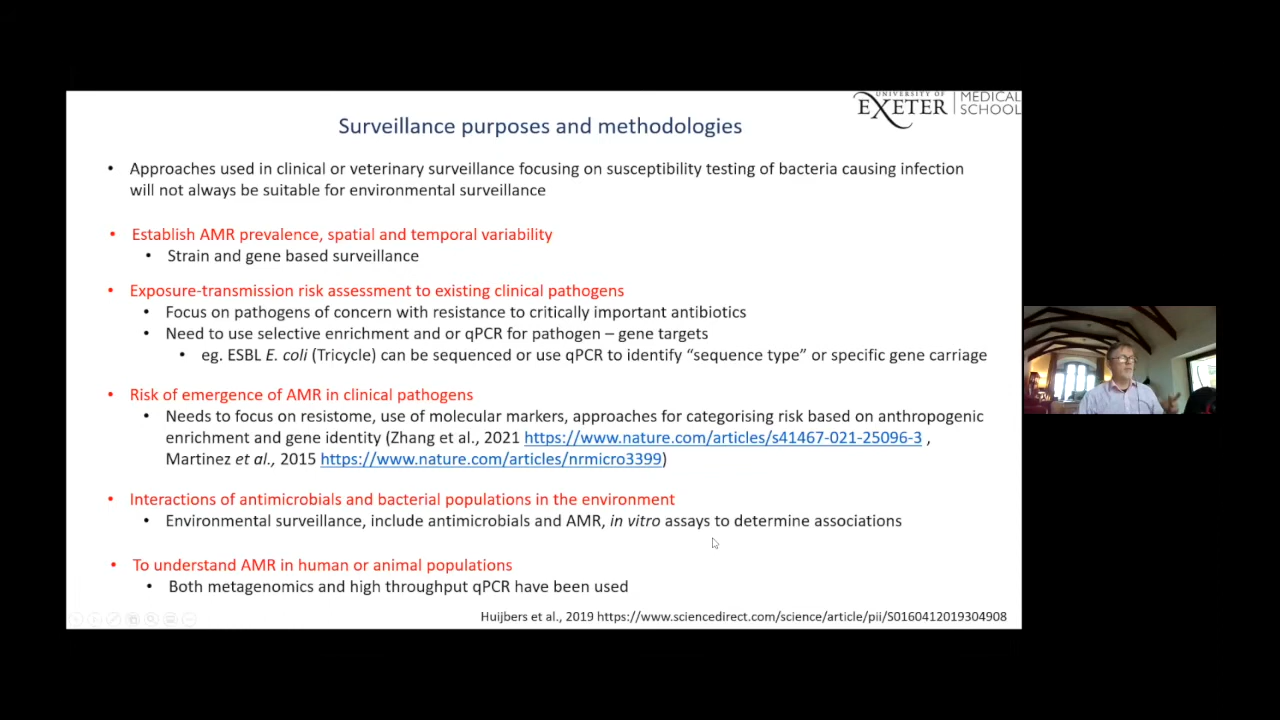 UNIVERSITY OF
EXETER
MEDICAL
SCHOOL
Surveillance purposes and methodologies
• Approaches used in clinical or veterinary surveillance focusing on susceptibility testing of bacteria causing infection
will not always be suitable for environmental surveillance
• Establish AMR prevalence, spatial and temporal variability
• Strain and gene based surveillance
• Exposure-transmission risk assessment to existing clinical pathogens
• Focus on pathogens of concern with resistance to critically important antibiotics
• Need to use selective enrichment and or qPCR for pathogen – gene targets
• eg. ESBL E. coli (Tricycle) can be sequenced or use qPCR to identify “sequence type” or specific gene carriage
• Risk of emergence of AMR in clinical pathogens
• Needs to focus on resistome, use of molecular markers, approaches for categorising risk based on anthropogenic
enrichment and gene identity (Zhang et al., 2021 https://www.nature.com/articles/s41467-021-25096-3 ,
Martinez et al., 2015 https://www.nature.com/articles/nrmicro3399)
• Interactions of antimicrobials and bacterial populations in the environment
• Environmental surveillance, include antimicrobials and AMR, in vitro assays to determine associations
• To understand AMR in human or animal populations
• Both metagenomics and high throughput qPCR have been used
Huijbers et al., 2019 https://www.sciencedirect.com/science/article/pii/S0160412019304908